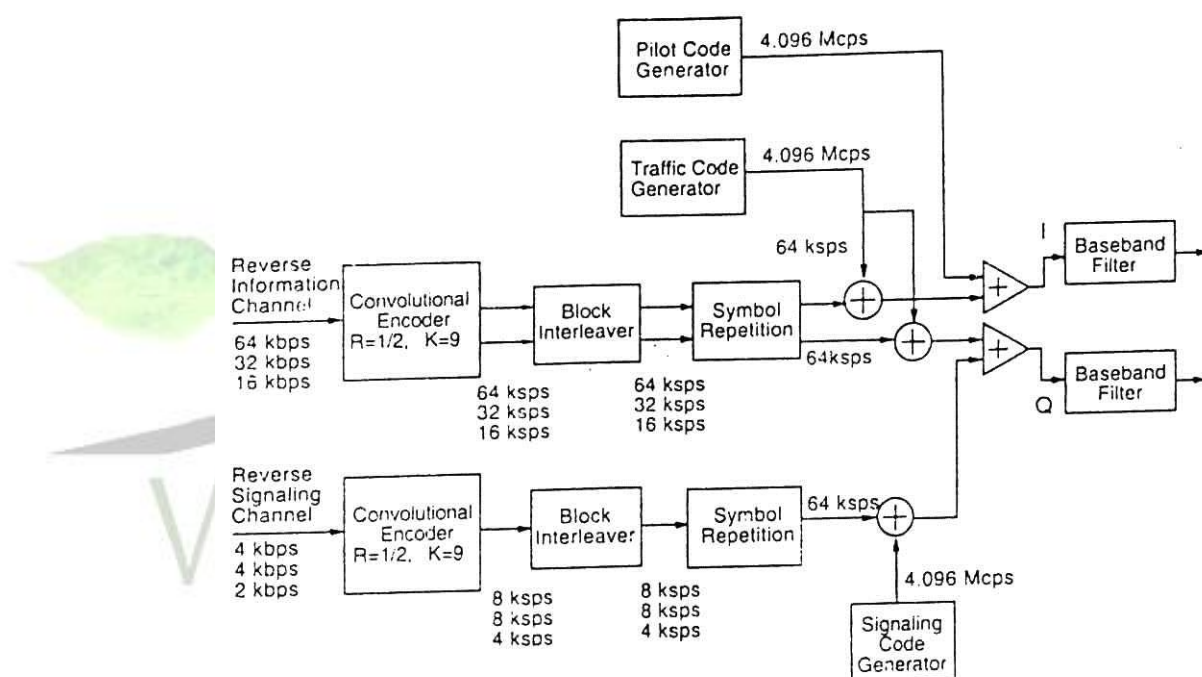 Pilot Code
Generator
4.096 Mcps
Traffic Code
Generator
4.096 Mcps
64 ksps
I
Baseband
Filter
Reverse
Information
Channel
64 kbps
32 kbps
16 kbps
Convolutional
Encoder
R=1/2, K=9
64 ksps
32 ksps
16 ksps
Block
Interleaver
64 ksps
32 ksps
16 ksps
Symbol
Repetition
64ksps
+
+
+
+
Q
Baseband
Filter
Reverse
Signaling
Channel
4 kbps
4 kbps
2 kbps
Convolutional
Encoder
R=1/2, K=9
8 ksps
8 ksps
4 ksps
Block
Interleaver
8 ksps
8 ksps
4 ksps
Symbol
Repetition
64 ksps
+
4.096 Mcps
Signaling
Code
Generator
V